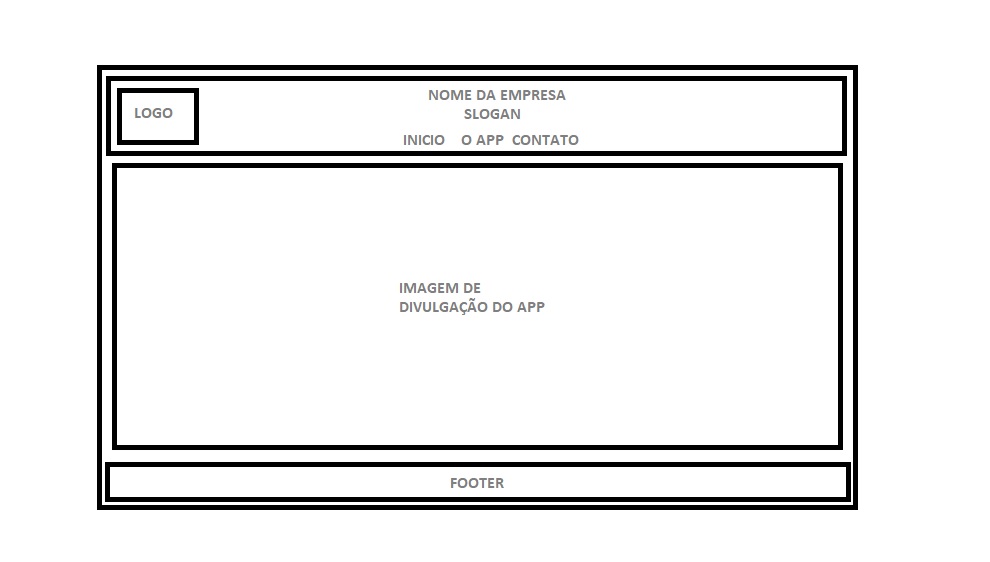 LOGO
NOME DA EMPRESA
SLOGAN
INICIO O APP CONTATO
IMAGEM DE
DIVULGAÇÃO DO APP
FOOTER